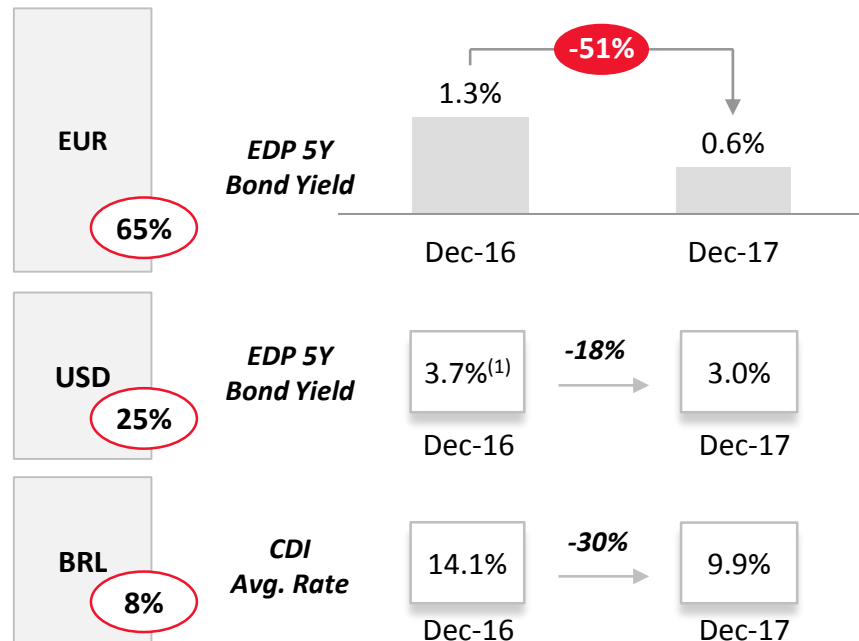 -51%
1.3%
0.6%
EUR
EDP 5Y
Bond Yield
65%
Dec-16 Dec-17
USD
25%
EDP 5Y
Bond Yield
3.7%(1) -18% 3.0%
Dec-16 Dec-17
BRL
8%
CDI
Avg. Rate
14.1% -30% 9.9%
Dec-16 Dec-17